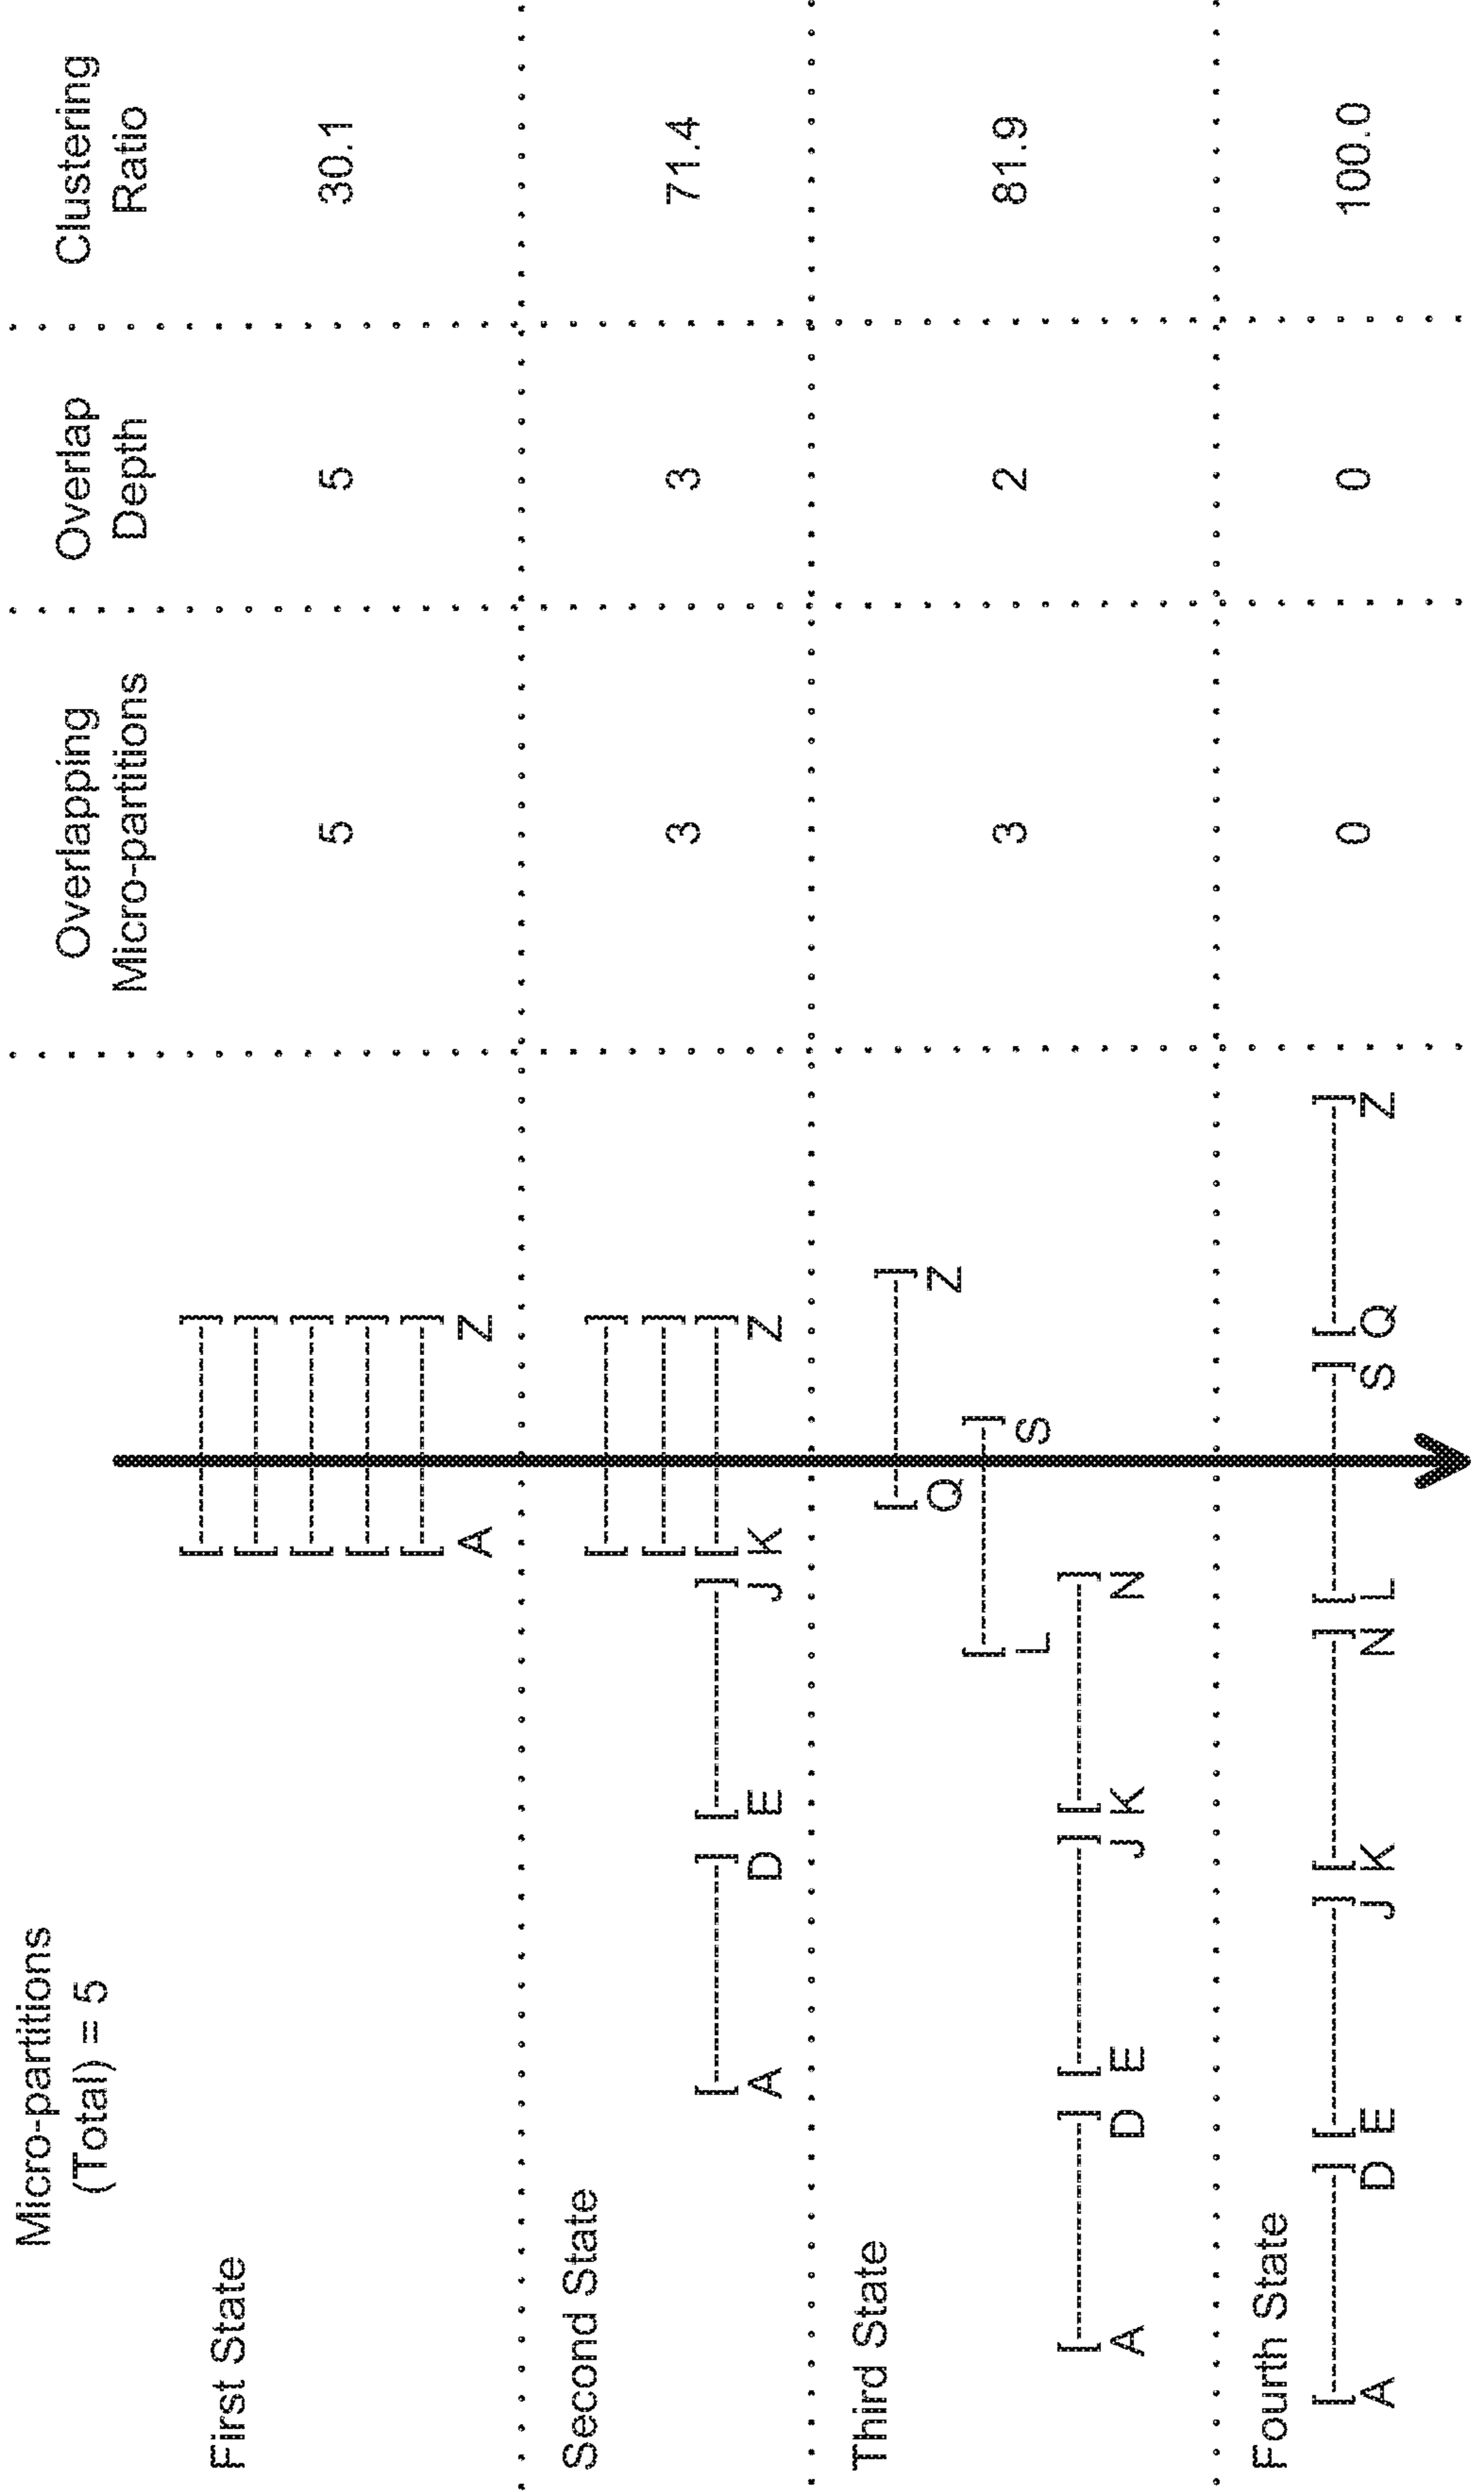 Micro-partitions
(Total) = 5
Overlapping
Micro-partitions
Overlap
Depth
Clustering
Ratio
First State
A Z
5 5 30.1
Second State
A D E J K Z
3 3 71.4
Third State
Q Z
L S
A D E J K N
3 2 81.9
Fourth State
A D E J K N L S Q Z
0 0 100.0